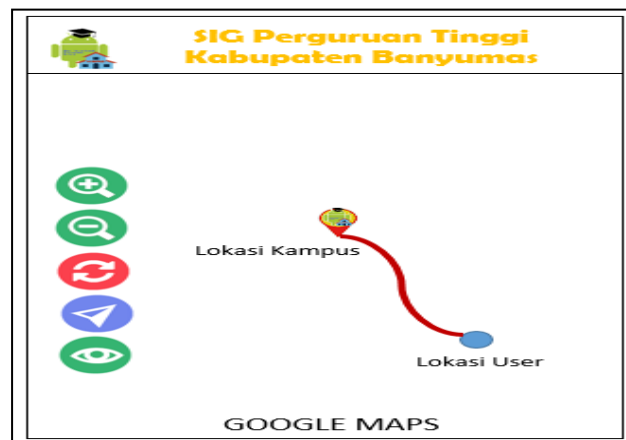 SIG Perguruan Tinggi
Kabupaten Banyumas
Lokasi Kampus
Lokasi User
GOOGLE MAPS